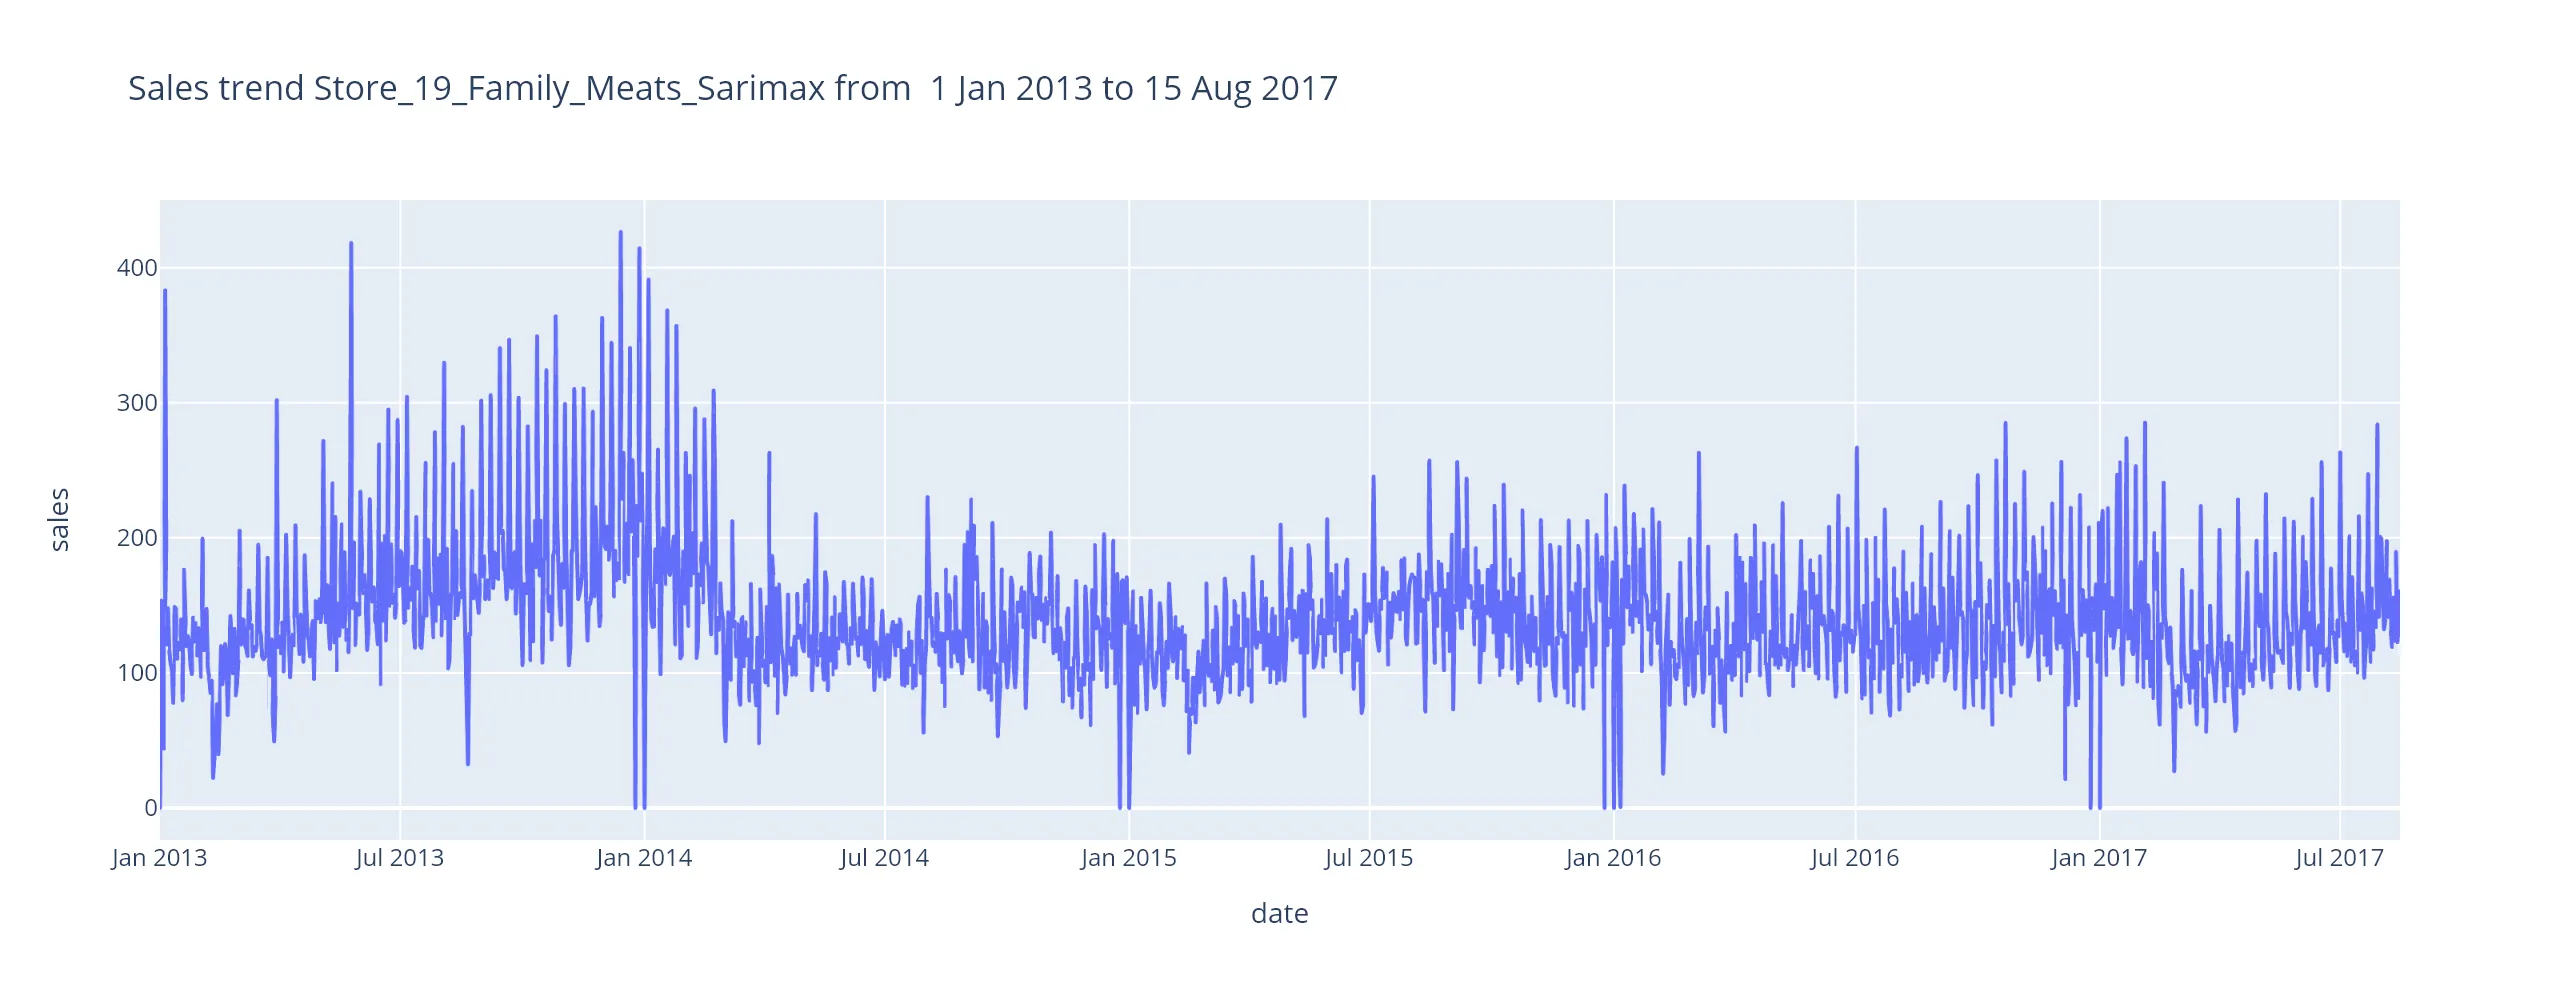 Sales trend Store_19_Family_Meats_Sarimax from  1 Jan 2013 to 15 Aug 2017
400
300
200
100
0
sales
Jan 2013 Jul 2013 Jan 2014 Jul 2014 Jan 2015 Jul 2015 Jan 2016 Jul 2016 Jan 2017 Jul 2017
date